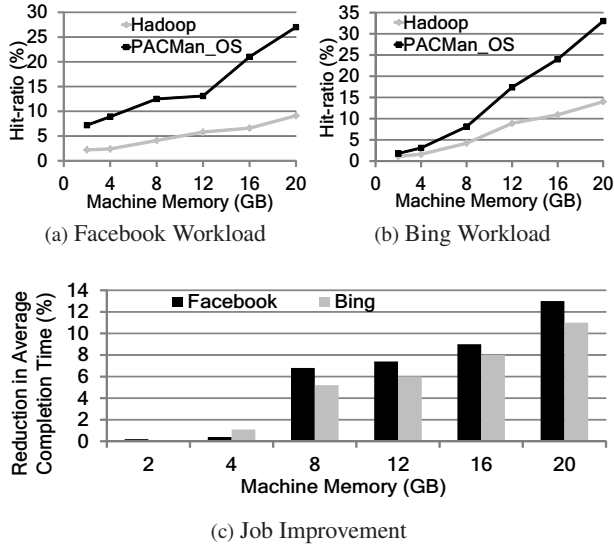 Hadoop
PACMan_OS
Hit-ratio (%)
30
25
20
15
10
5
0
0 4 8 12 16 20
Machine Memory (GB)
(a) Facebook Workload
Hadoop
PACMan_OS
Hit-ratio (%)
35
30
25
20
15
10
5
0
0 4 8 12 16 20
Machine Memory (GB)
(b) Bing Workload
Facebook Bing
Reduction in Average
Completion Time (%)
14
12
10
8
6
4
2
0
2 4 8 12 16 20
Machine Memory (GB)
(c) Job Improvement